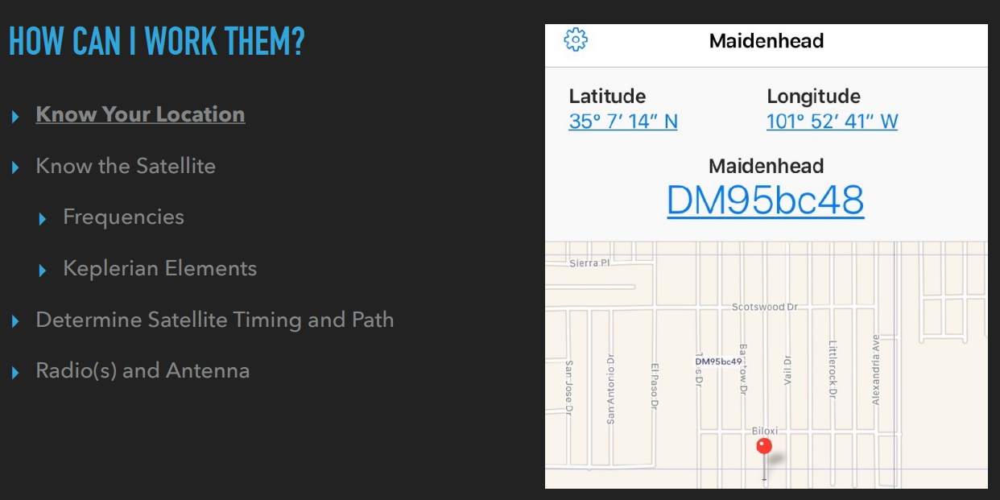 HOW CAN I WORK THEM?
Know Your Location
Know the Satellite
Frequencies
Keplerian Elements
Determine Satellite Timing and Path
Radio(s) and Antenna
Maidenhead
Latitude
Longitude
35° 7′ 14″ N
101° 52′ 41″ W
Maidenhead
DM95bc48
Sierra Pl
Scotswood Dr
San Jose Dr
San Antonio Dr
El Paso Dr
DM95bc49
Vail Dr
Littlerock Dr
Alexandria Ave
Biloxi